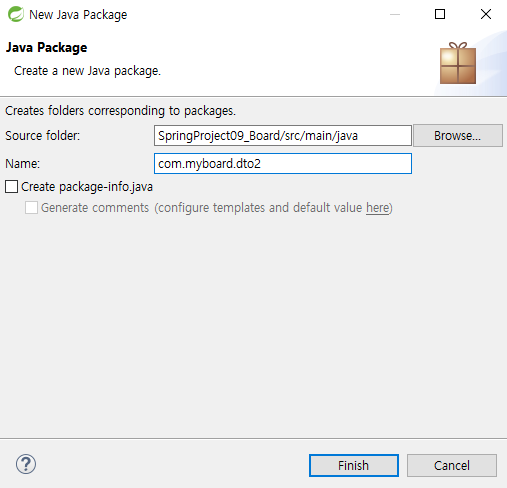 New Java Package
Java Package
Create a new Java package.
Creates folders corresponding to packages.
Source folder: SpringProject09_Board/src/main/java Browse...
Name: com.myboard.dto2
Create package-info.java
Generate comments (configure templates and default value here)
? Finish Cancel